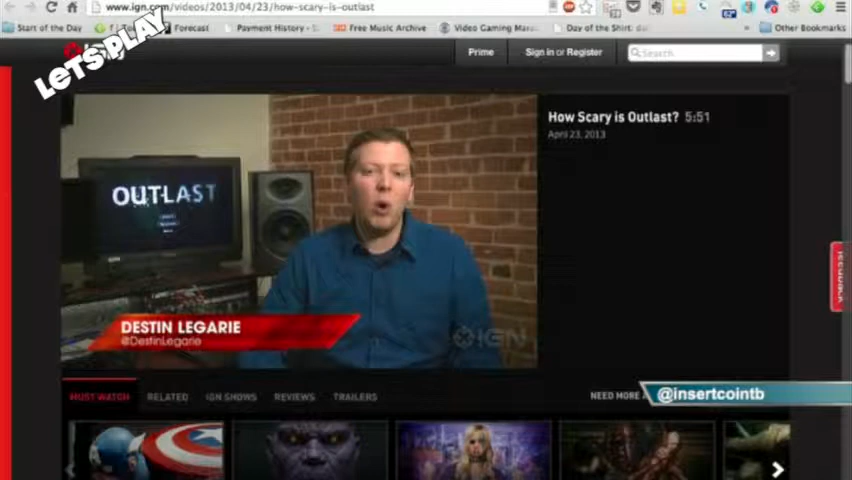 www.ign.com/videos/2013/04/23/how-scary-is-outlast
Start of the Day
Forecast
Payment History -
Free Music Archive
Video Gaming Mar
Day of the Shirt: da
Other Bookmarks
LET'S PLAY
Prime
Sign in or Register
Search
How Scary is Outlast? 5:51
April 23, 2013
OUTLAST
DESTIN LEGARIE
@DestinLegarie
IGN
Feedback
MUST WATCH
RELATED
IGN SHOWS
REVIEWS
TRAILERS
NEED MORE
@insertcointb